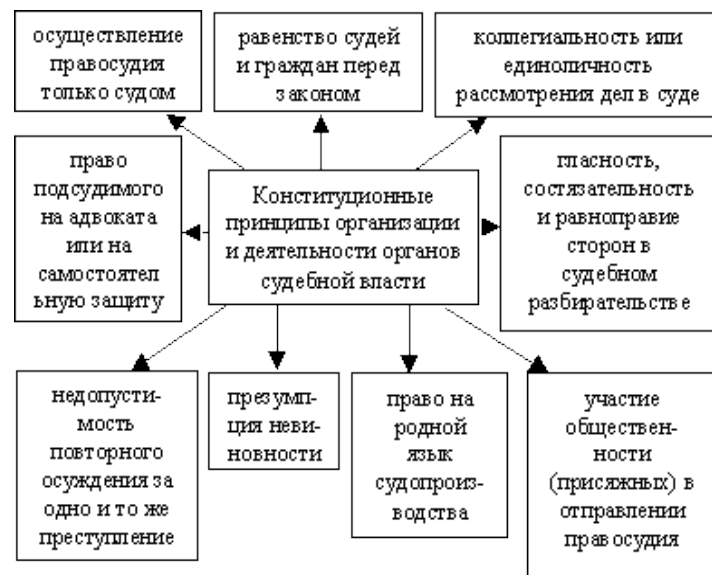 осуществление
правосудия
только судом
равенство судей
и граждан перед
законом
коллегиальность или
единоличность
рассмотрения дел в суде
право
подсудимого
на адвоката
или на
самостоятел
ьную защиту
Конституционные
принципы организации
и деятельности органов
судебной власти
гласность,
состязательность
и равноправие
сторон в
судебном
разбирательстве
недопусти-
мость
повторного
осуждения за
одно и то же
преступление
презумп-
ция неви-
новности
право на
родной
язык
судопроиз-
водства
участие
общественн-
ности
(присяжных) в
отправлении
правосудия